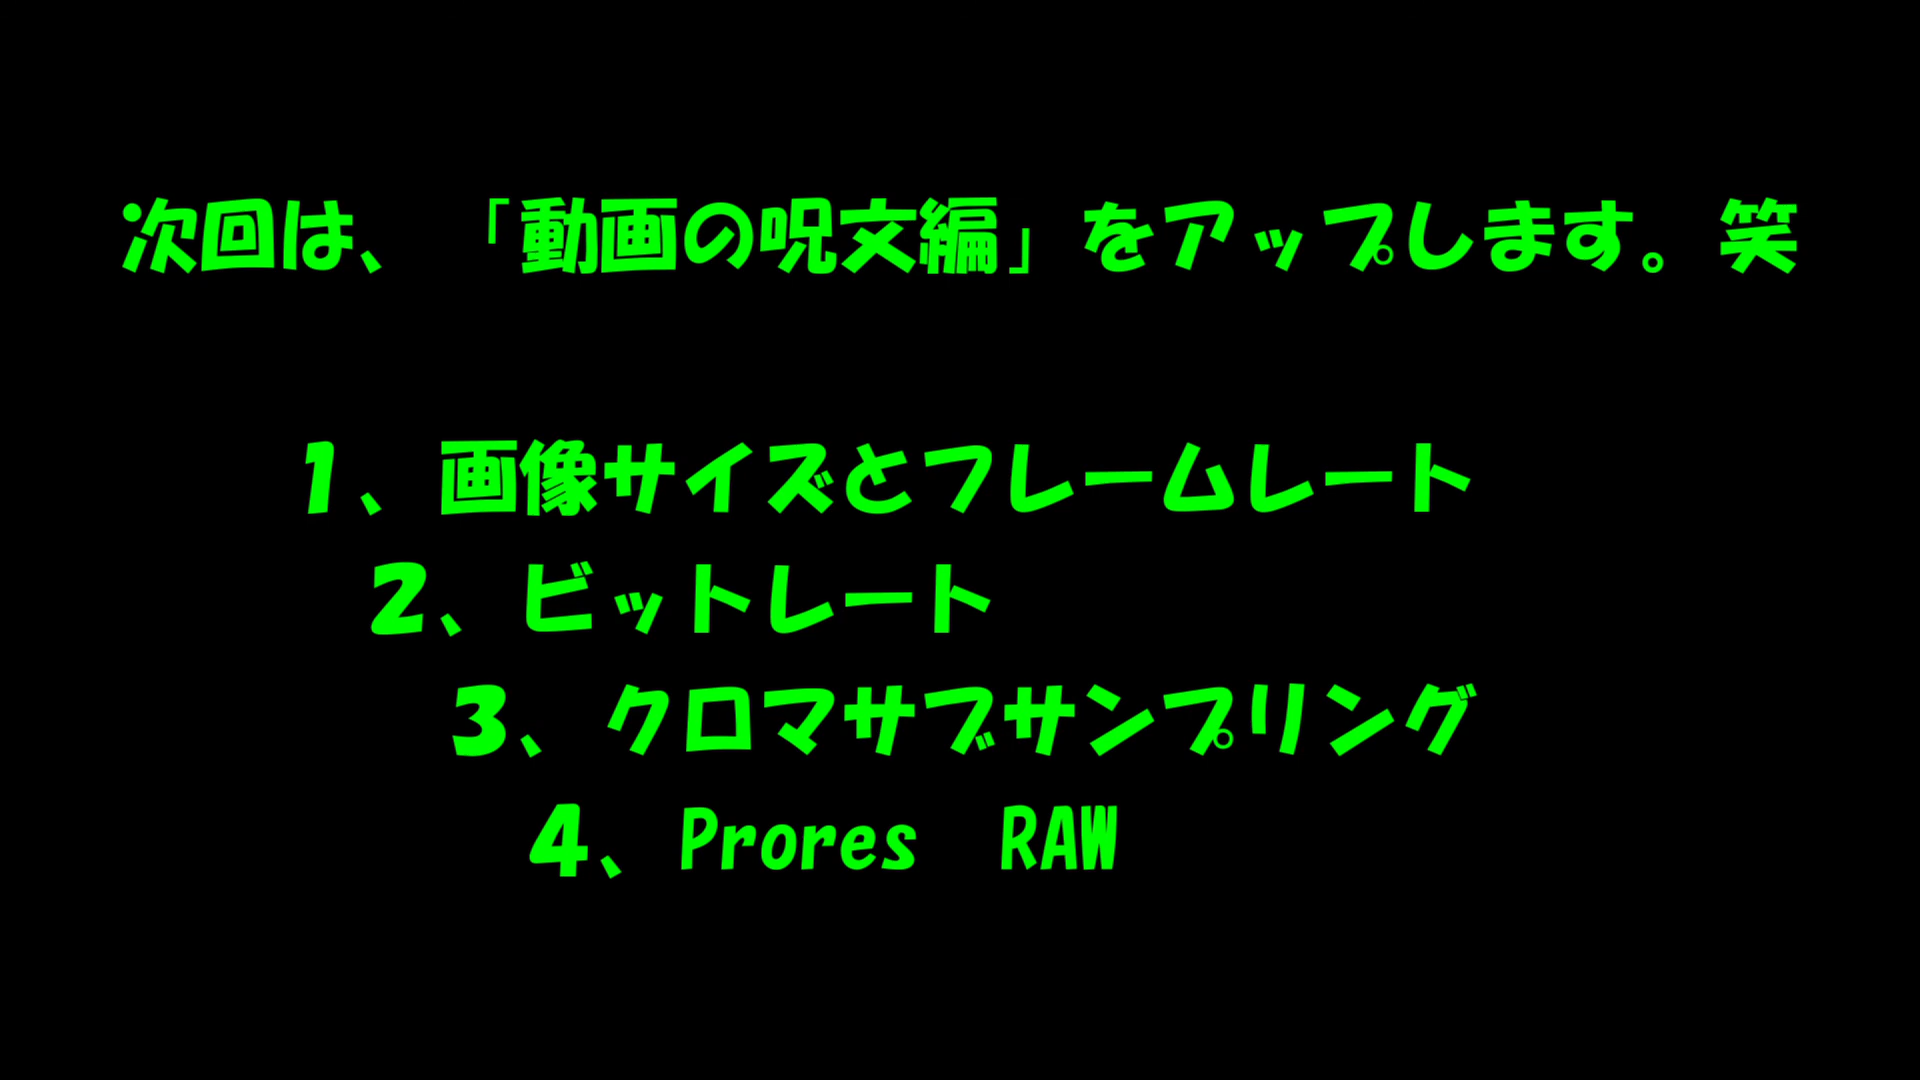 次回は、「動画の呪文編」をアップします。笑
1、画像サイズとフレームレート
2、ビットレート
3、クロマサブサンプリング
4、Prores　RAW